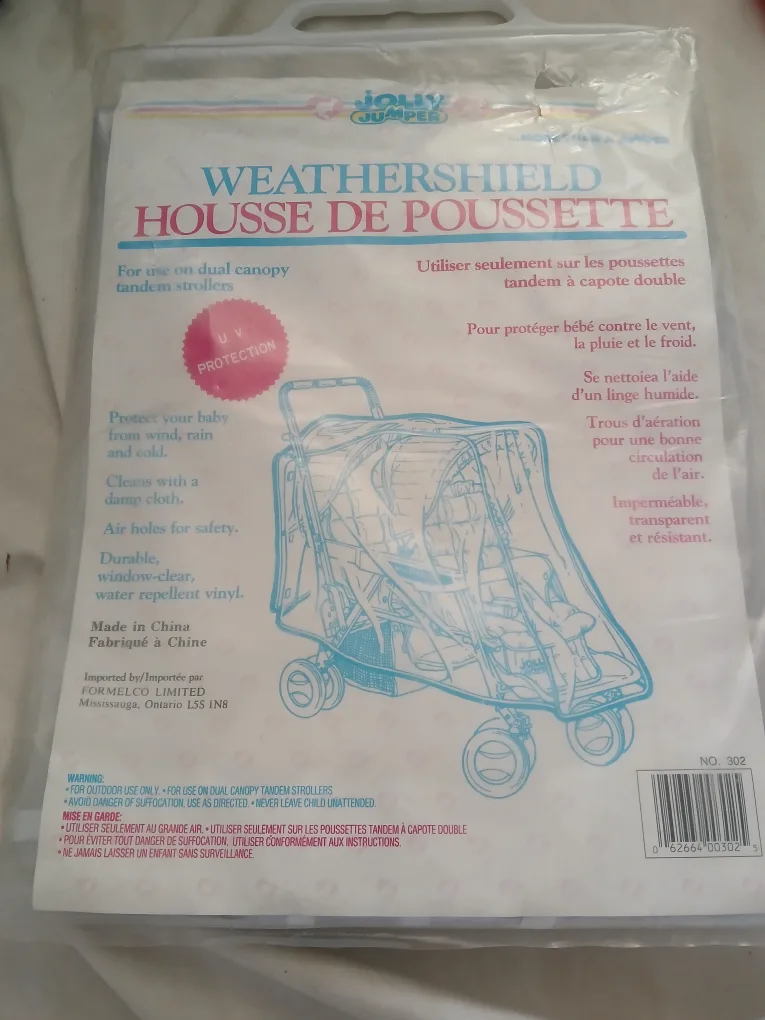 JOLLY
JUMPER
WEATHERSHIELD
HOUSSE DE POUSSETTE
For use on dual canopy
tandem strollers
Utiliser seulement sur les poussettes
tandem à capote double
U V
PROTECTION
Pour protéger bébé contre le vent,
la pluie et le froid.
Se nettoiea l'aide
d'un linge humide.
Trous d'aération
pour une bonne
circulation
de l'air.
Imperméable,
transparent
et résistant.
Protect your baby
from wind, rain
and cold.
Cleans with a
damp cloth.
Air holes for safety.
Durable,
window-clear,
water repellent vinyl.
Made in China
Fabriqué à Chine
Imported by/Importée par
FORMELCO LIMITED
Mississauga, Ontario L5S 1N8
JOLLY
WARNING:
• FOR OUTDOOR USE ONLY. • FOR USE ON DUAL CANOPY TANDEM STROLLERS
• AVOID DANGER OF SUFFOCATION, USE AS DIRECTED. • NEVER LEAVE CHILD UNATTENDED.
MISE EN GARDE:
• UTILISER SEULEMENT AU GRANDE AIR. • UTILISER SEULEMENT SUR LES POUSSETTES TANDEM À CAPOTE DOUBLE
• POUR ÉVITER TOUT DANGER DE SUFFOCATION, UTILISER CONFORMÉMENT AUX INSTRUCTIONS.
• NE JAMAIS LAISSER UN ENFANT SANS SURVEILLANCE.
NO. 302
0 62664 00302 5